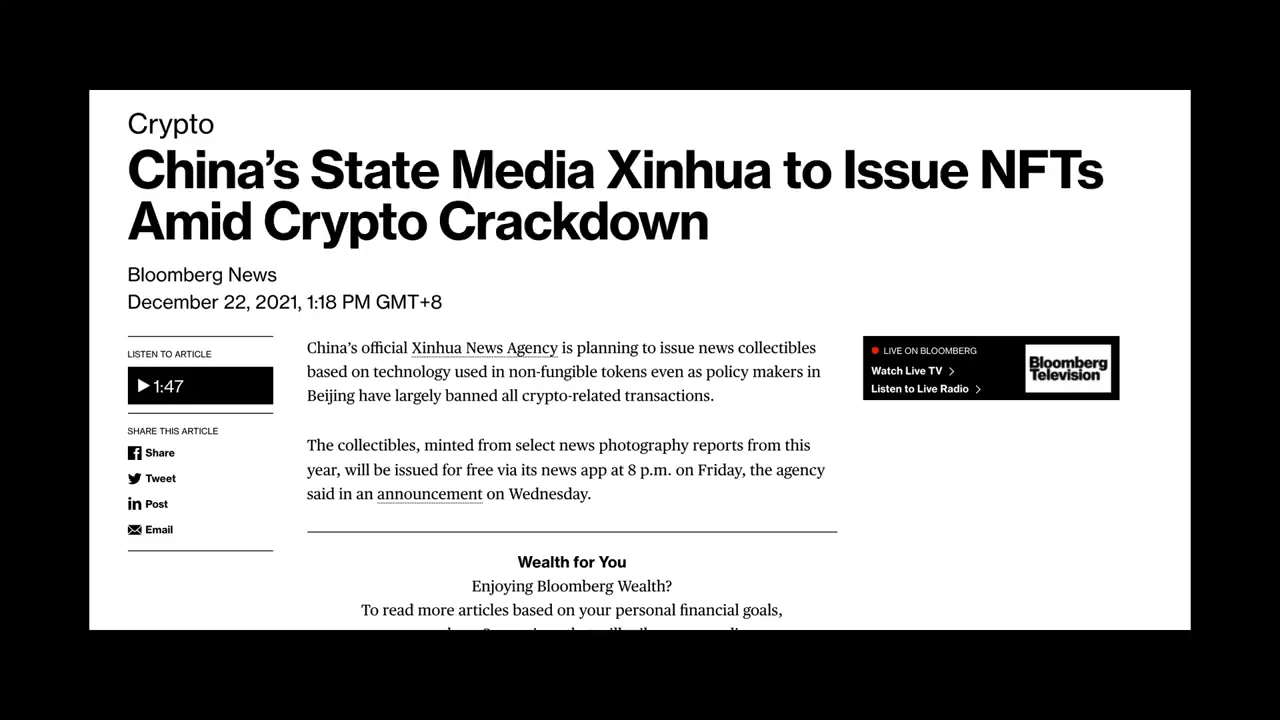 Crypto
China’s State Media Xinhua to Issue NFTs
Amid Crypto Crackdown
Bloomberg News
December 22, 2021, 1:18 PM GMT+8
LISTEN TO ARTICLE
1:47
SHARE THIS ARTICLE
Share
Tweet
Post
Email
China’s official Xinhua News Agency is planning to issue news collectibles
based on technology used in non-fungible tokens even as policy makers in
Beijing have largely banned all crypto-related transactions.
The collectibles, minted from select news photography reports from this
year, will be issued for free via its news app at 8 p.m. on Friday, the agency
said in an announcement on Wednesday.
Wealth for You
Enjoying Bloomberg Wealth?
To read more articles based on your personal financial goals,
LIVE ON BLOOMBERG
Watch Live TV
Listen to Live Radio
Bloomberg
Television